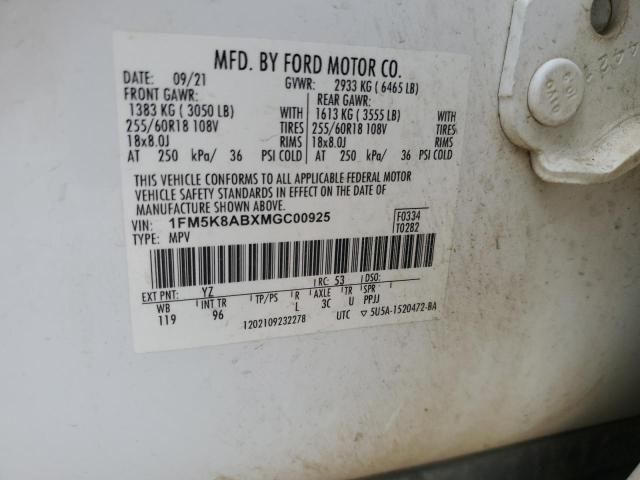 MFD. BY FORD MOTOR CO.
DATE: 09/21 GVWR: 2933 KG ( 6465 LB)
FRONT GAWR: REAR GAWR:
1383 KG ( 3050 LB) WITH 1613 KG ( 3555 LB) WITH
255/60R18 108V TIRES 255/60R18 108V TIRES
18x8.0J RIMS 18x8.0J RIMS
AT 250 kPa/ 36 PSI COLD AT 250 kPa/ 36 PSI COLD
THIS VEHICLE CONFORMS TO ALL APPLICABLE FEDERAL MOTOR
VEHICLE SAFETY STANDARDS IN EFFECT ON THE DATE OF
MANUFACTURE SHOWN ABOVE.
VIN: 1FM5K8ABXMGC00925 F0334
TYPE: MPV T0282
EXT PNT: YZ RC: 53 DSO:
WB INT TR TP/PS R AXLE TR SPR
119 96 L 3C U PPJJ
1202109232278 UTC ▽ 5U5A-1520472-BA